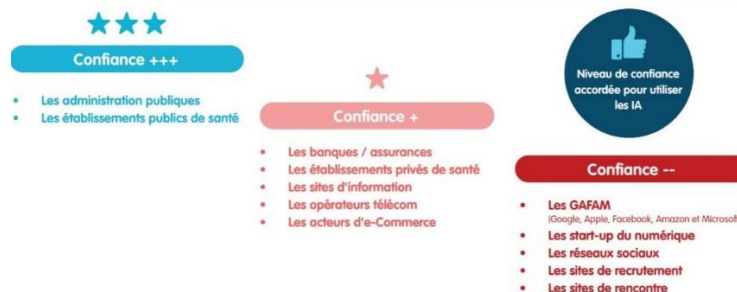 Confiance +++
• Les administration publiques
• Les établissements publics de santé
Confiance +
• Les banques / assurances
• Les établissements privés de santé
• Les sites d'information
• Les opérateurs télécom
• Les acteurs d'e-Commerce
Niveau de confiance
accordée pour utiliser
les IA
Confiance --
• Les GAFAM
(Google, Apple, Facebook, Amazon et Microsoft
• Les start-up du numérique
• Les réseaux sociaux
• Les sites de recrutement
• Les sites de rencontre